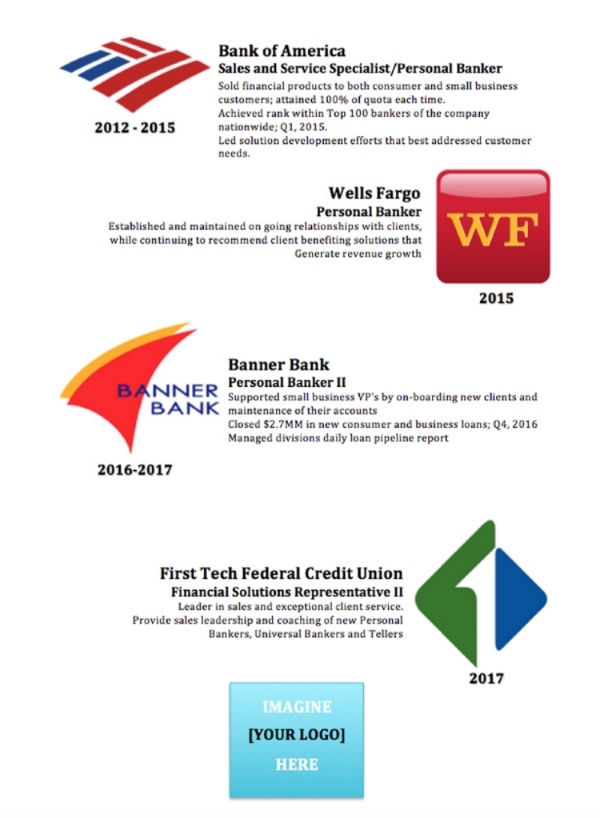 Bank of America
Sales and Service Specialist/Personal Banker
Sold financial products to both consumer and small business
customers; attained 100% of quota each time.
Achieved rank within Top 100 bankers of the company
nationwide; Q1, 2015.
Led solution development efforts that best addressed customer
needs.
2012 - 2015
Wells Fargo
Personal Banker
Established and maintained on going relationships with clients,
while continuing to recommend client benefiting solutions that
Generate revenue growth
WF
2015
BANNER
BANK
Banner Bank
Personal Banker II
Supported small business VP's by on-boarding new clients and
maintenance of their accounts
Closed $2.7MM in new consumer and business loans; Q4, 2016
Managed divisions daily loan pipeline report
2016-2017
First Tech Federal Credit Union
Financial Solutions Representative II
Leader in sales and exceptional client service.
Provide sales leadership and coaching of new Personal
Bankers, Universal Bankers and Tellers
2017
IMAGINE
[YOUR LOGO]
HERE